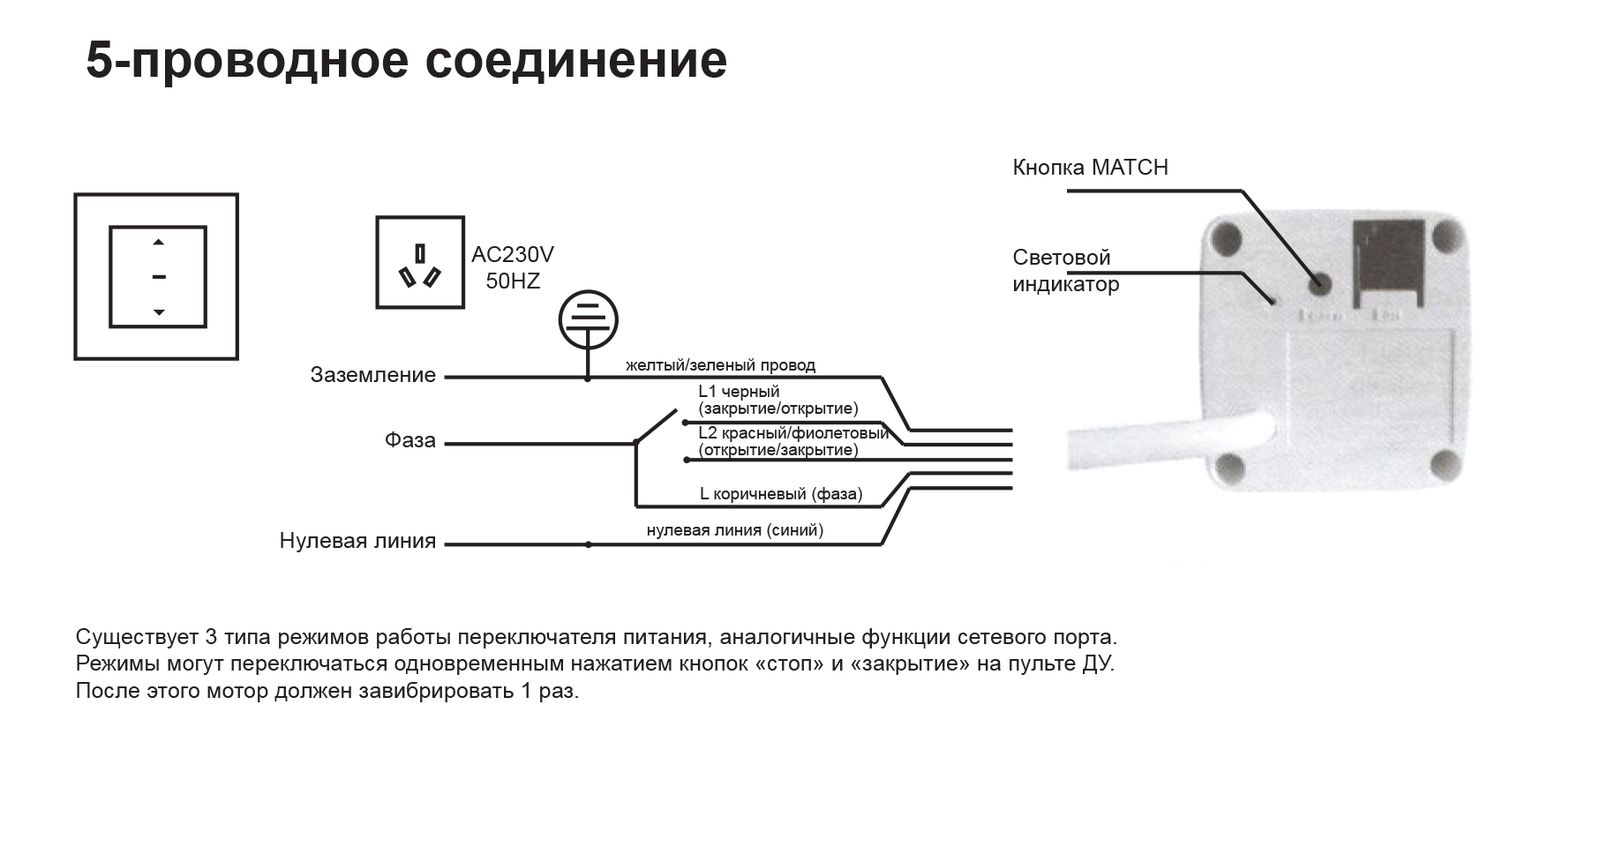 5-проводное соединение
Кнопка MATCH
AC230V
50HZ
Световой
индикатор
желтый/зеленый провод
Заземление
L1 черный
(закрытие/открытие)
L2 красный/фиолетовый
(открытие/закрытие)
Фаза
L коричневый (фаза)
нулевая линия (синий)
Нулевая линия
Существует 3 типа режимов работы переключателя питания, аналогичные функции сетевого порта.
Режимы могут переключаться одновременным нажатием кнопок «стоп» и «закрытие» на пульте ДУ.
После этого мотор должен завибрировать 1 раз.